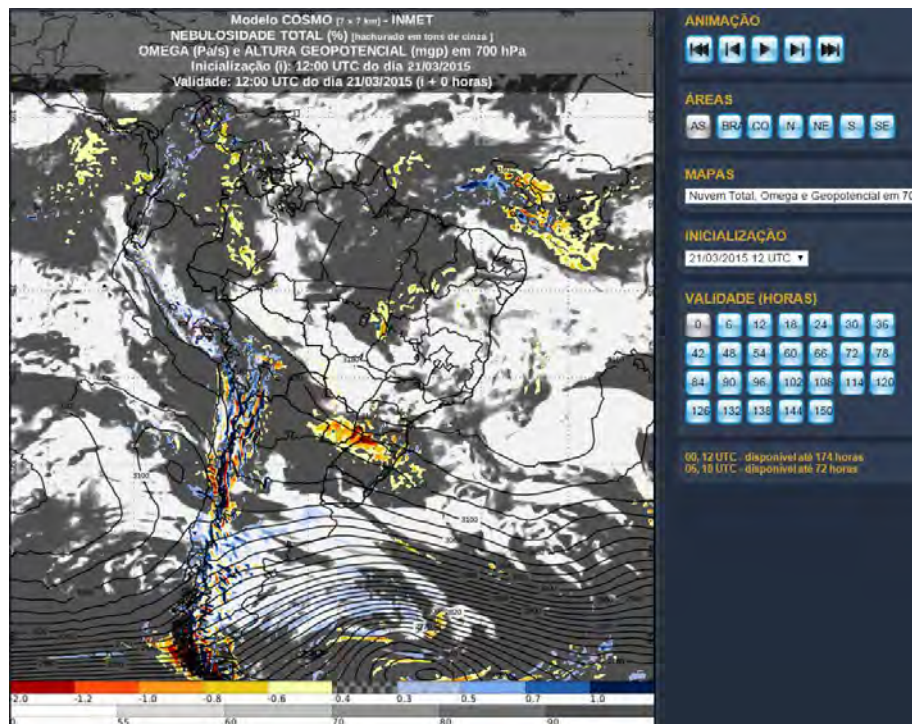 Modelo COSMO [7 x 7 km] - INMET
NEBULOSIDADE TOTAL (%) [hachurado em tons de cinza ]
OMEGA (Pa/s) e ALTURA GEOPOTENCIAL (mgp) em 700 hPa
Inicialização (i): 12:00 UTC do dia 21/03/2015
Validade: 12:00 UTC do dia 21/03/2015 (i + 0 horas)
3100
3100
3100
-2.0 -1.2 -1.0 -0.8 -0.6 -0.4 0.3 0.5 0.7 1.0
0 55 60 70 80 90
ANIMAÇÃO
ÁREAS
AS BRA CO N NE S SE
MAPAS
Nuvem Total, Omega e Geopotencial em 70
INICIALIZAÇÃO
21/03/2015 12 UTC
VALIDADE (HORAS)
0 6 12 18 24 30 36
42 48 54 60 66 72 78
84 90 96 102 108 114 120
126 132 138 144 150
00, 12 UTC - disponível até 174 horas
06, 18 UTC - disponível até 72 horas